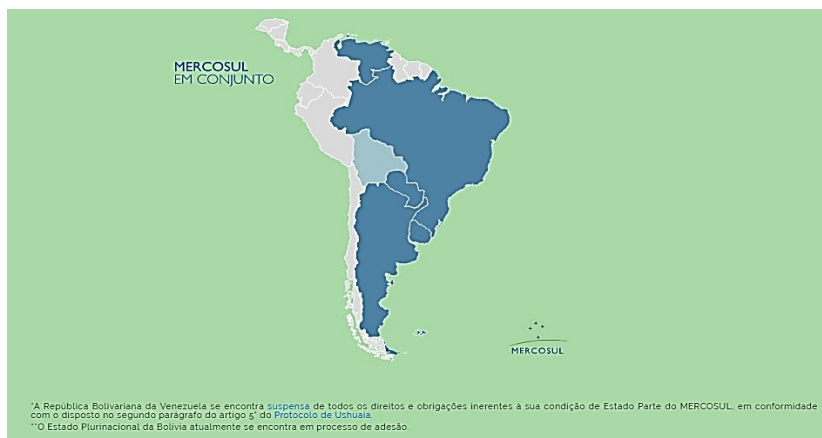 MERCOSUL
EM CONJUNTO
MERCOSUL
*A República Bolivariana da Venezuela se encontra suspensa de todos os direitos e obrigações inerentes à sua condição de Estado Parte do MERCOSUL, em conformidade
com o disposto no segundo parágrafo do artigo 5° do Protocolo de Ushuaia.
**O Estado Plurinacional da Bolívia atualmente se encontra em processo de adesão.